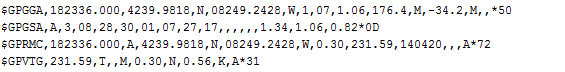 $GPGGA,182336.000,4239.9818,N,08249.2428,W,1,07,1.06,176.4,M,-34.2,M,,*50
$GPGSA,A,3,08,28,30,01,07,27,17,,,,,,1.34,1.06,0.82*0D
$GPRMC,182336.000,A,4239.9818,N,08249.2428,W,0.30,231.59,140420,,,A*72
$GPVTG,231.59,T,,M,0.30,N,0.56,K,A*31